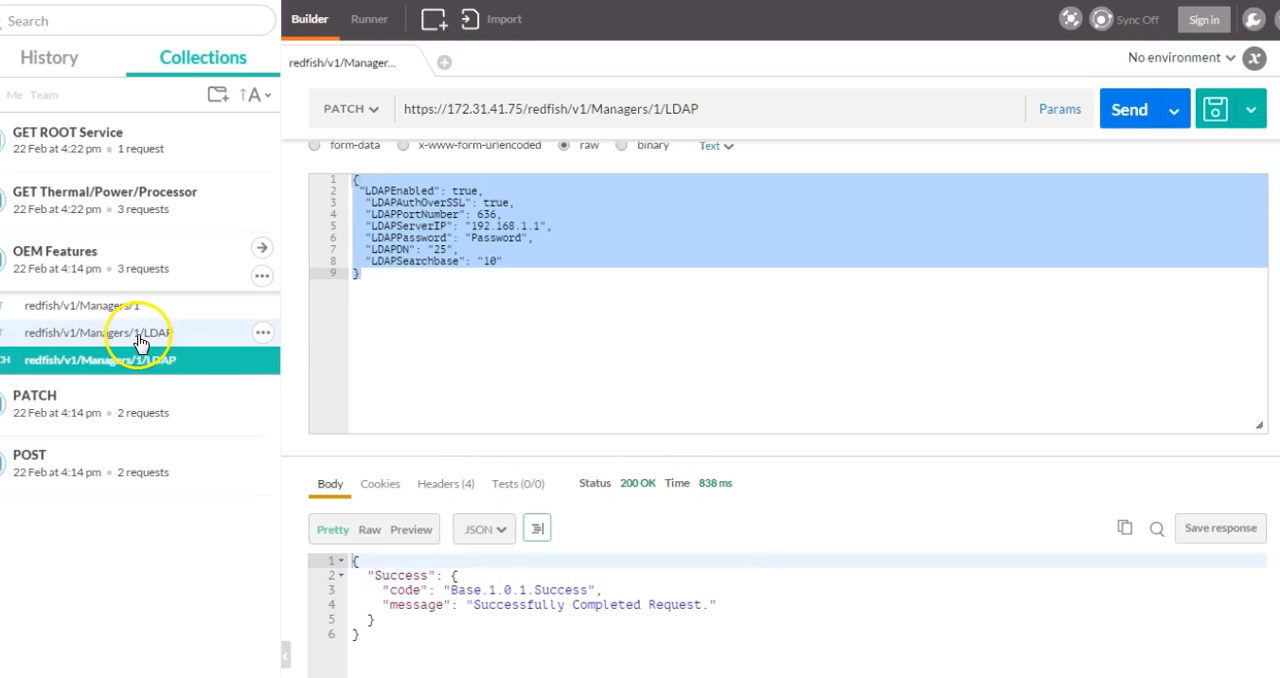 Search
Builder
Runner
Import
Sync Off
Sign in
History
Collections
redfish/v1/Manager...
No environment
Me Team
PATCH
https://172.31.41.75/redfish/v1/Managers/1/LDAP
Params
Send
GET ROOT Service
22 Feb at 4:22 pm • 1 request
GET Thermal/Power/Processor
22 Feb at 4:22 pm • 3 requests
OEM Features
22 Feb at 4:14 pm • 3 requests
T redfish/v1/Managers/1
T redfish/v1/Managers/1/LDAP
CH redfish/v1/Managers/1/LDAP
PATCH
22 Feb at 4:14 pm • 2 requests
POST
22 Feb at 4:14 pm • 2 requests
form-data
x-www-form-urlencoded
raw
binary
Text
1 {
2 "LDAPEnabled": true,
3 "LDAPAuthOverSSL": true,
4 "LDAPPortNumber": 636,
5 "LDAPServerIP": "192.168.1.1",
6 "LDAPPassword": "Password",
7 "LDAPDN": "25",
8 "LDAPSearchbase": "10"
9 }
Body
Cookies
Headers (4)
Tests (0/0)
Status 200 OK Time 838 ms
Pretty
Raw
Preview
JSON
Save response
1 {
2 "Success": {
3 "code": "Base.1.0.1.Success",
4 "message": "Successfully Completed Request."
5 }
6 }